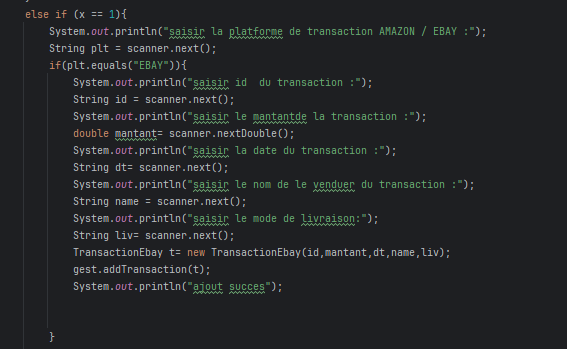 else if (x == 1){
System.out.println("saisir la platforme de transaction AMAZON / EBAY :");
String plt = scanner.next();
if(plt.equals("EBAY")){
System.out.println("saisir id  du transaction :");
String id = scanner.next();
System.out.println("saisir le mantantde la transaction :");
double mantant= scanner.nextDouble();
System.out.println("saisir la date du transaction :");
String dt= scanner.next();
System.out.println("saisir le nom de le venduer du transaction :");
String name = scanner.next();
System.out.println("saisir le mode de livraison:");
String liv= scanner.next();
TransactionEbay t= new TransactionEbay(id,mantant,dt,name,liv);
gest.addTransaction(t);
System.out.println("ajout succes");
}